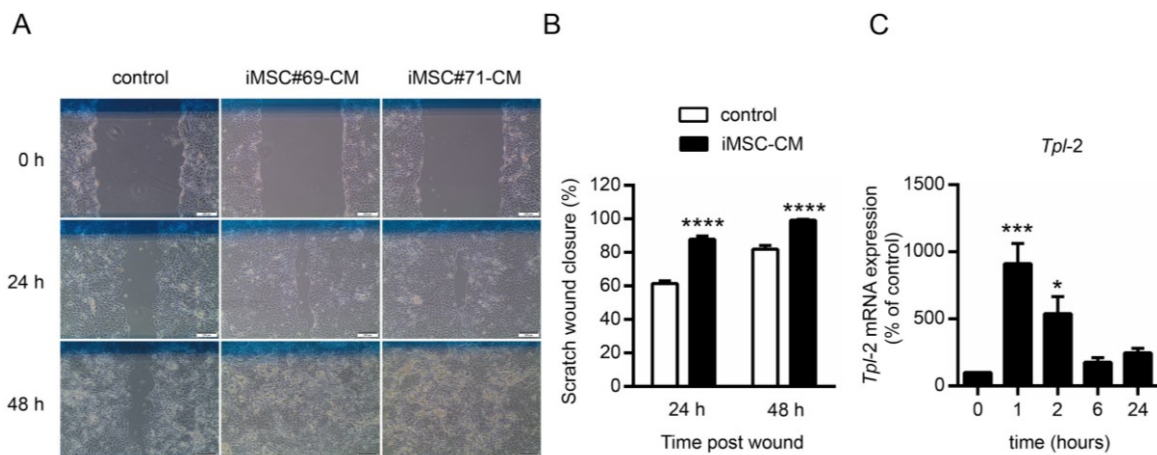 A
control iMSC#69-CM iMSC#71-CM
0 h
24 h
48 h
B
control
iMSC-CM
Scratch wound closure (%)
120
100
80
60
40
20
0
****
****
24 h 48 h
Time post wound
C
Tpl-2
Tpl-2 mRNA expression
(% of control)
1500
1000
500
0
***
*
0 1 2 6 24
time (hours)